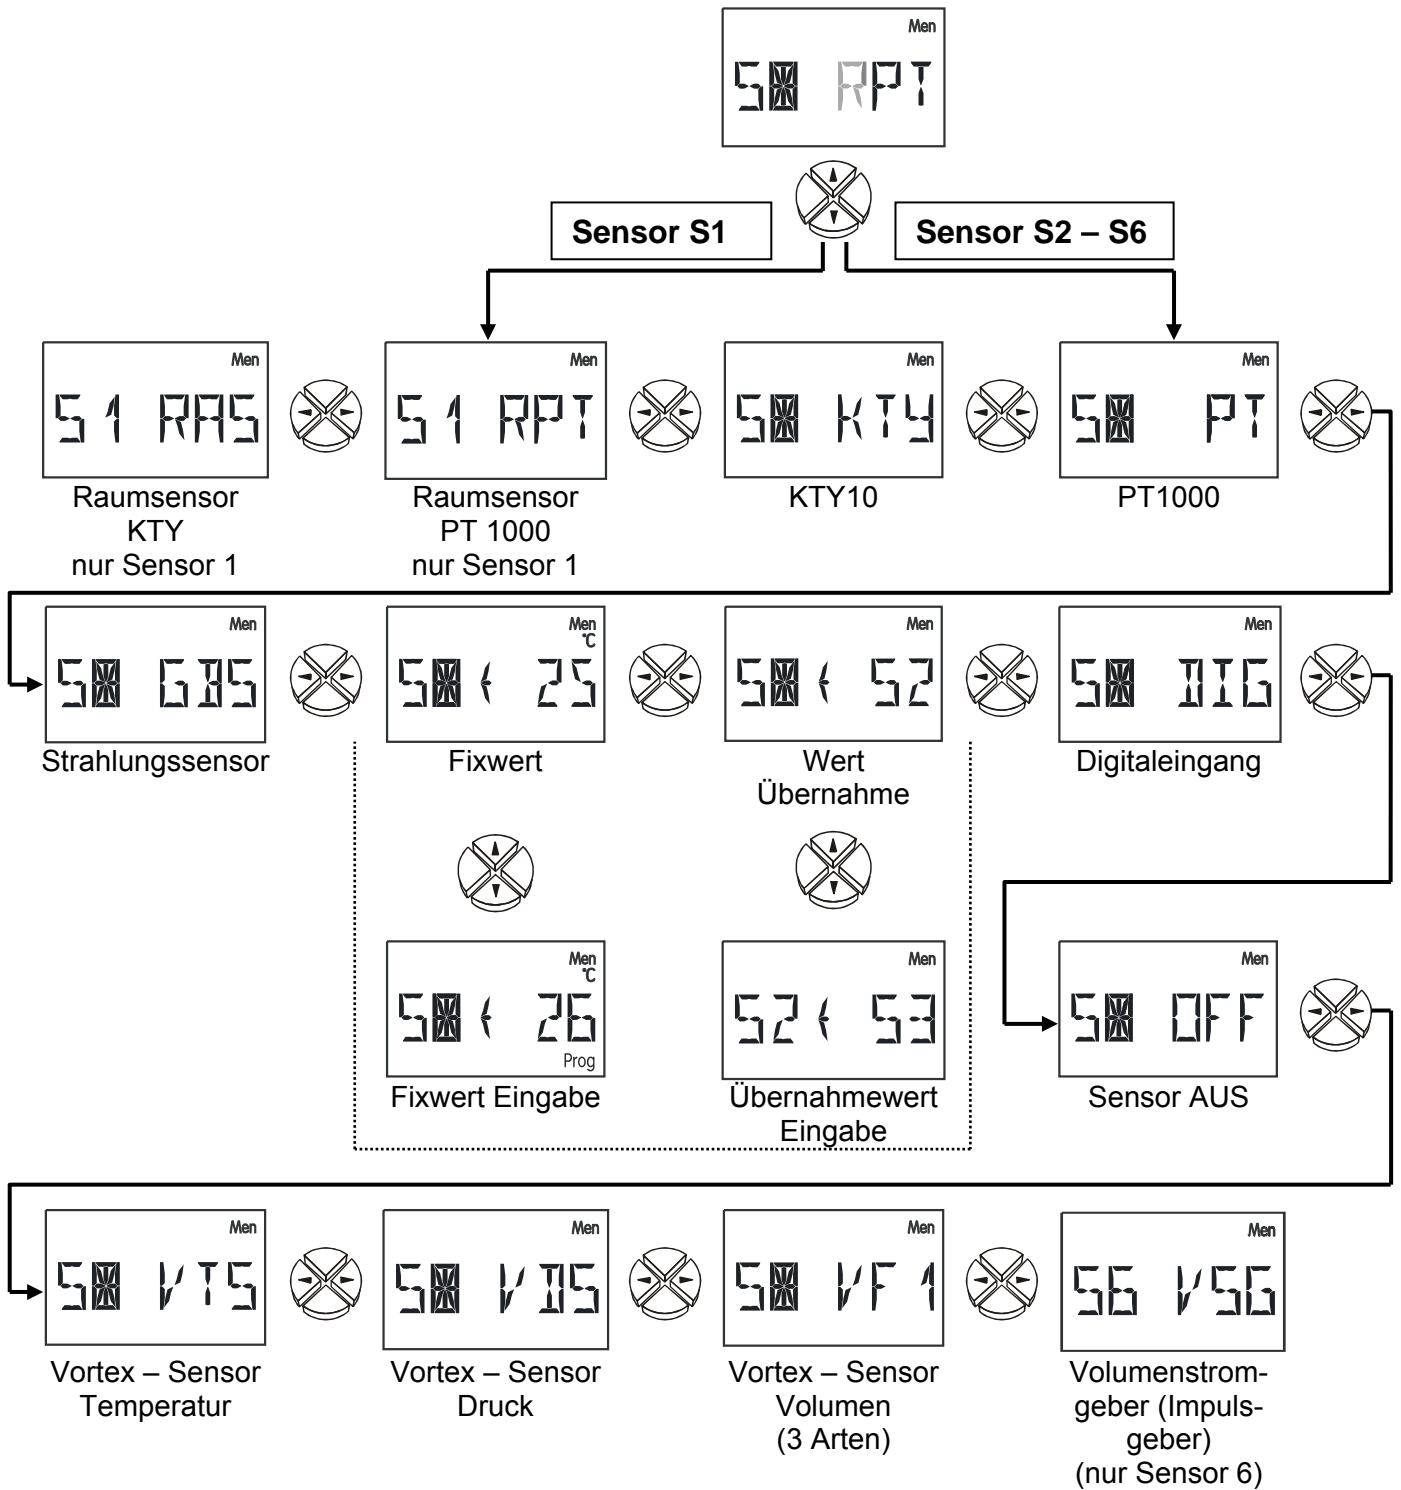 Men
S※ RPT
Sensor S1
Sensor S2 – S6
Men
S1 RAS
Men
S1 RPT
Men
S※ KTY
Men
S※ PT
Raumsensor
KTY
nur Sensor 1
Raumsensor
PT 1000
nur Sensor 1
KTY10
PT1000
Men
S※ GBS
Men
°C
S※ < 25
Men
S※ < S2
Men
S※ DIG
Strahlungssensor
Fixwert
Wert
Übernahme
Digitaleingang
Men
°C
S※ < 26
Prog
Men
S2 < S3
Men
S※ OFF
Fixwert Eingabe
Übernahmewert
Eingabe
Sensor AUS
Men
S※ VTS
Men
S※ VDS
Men
S※ VF1
Men
S6 VSG
Vortex – Sensor
Temperatur
Vortex – Sensor
Druck
Vortex – Sensor
Volumen
(3 Arten)
Volumenstrom-
geber (Impuls-
geber)
(nur Sensor 6)